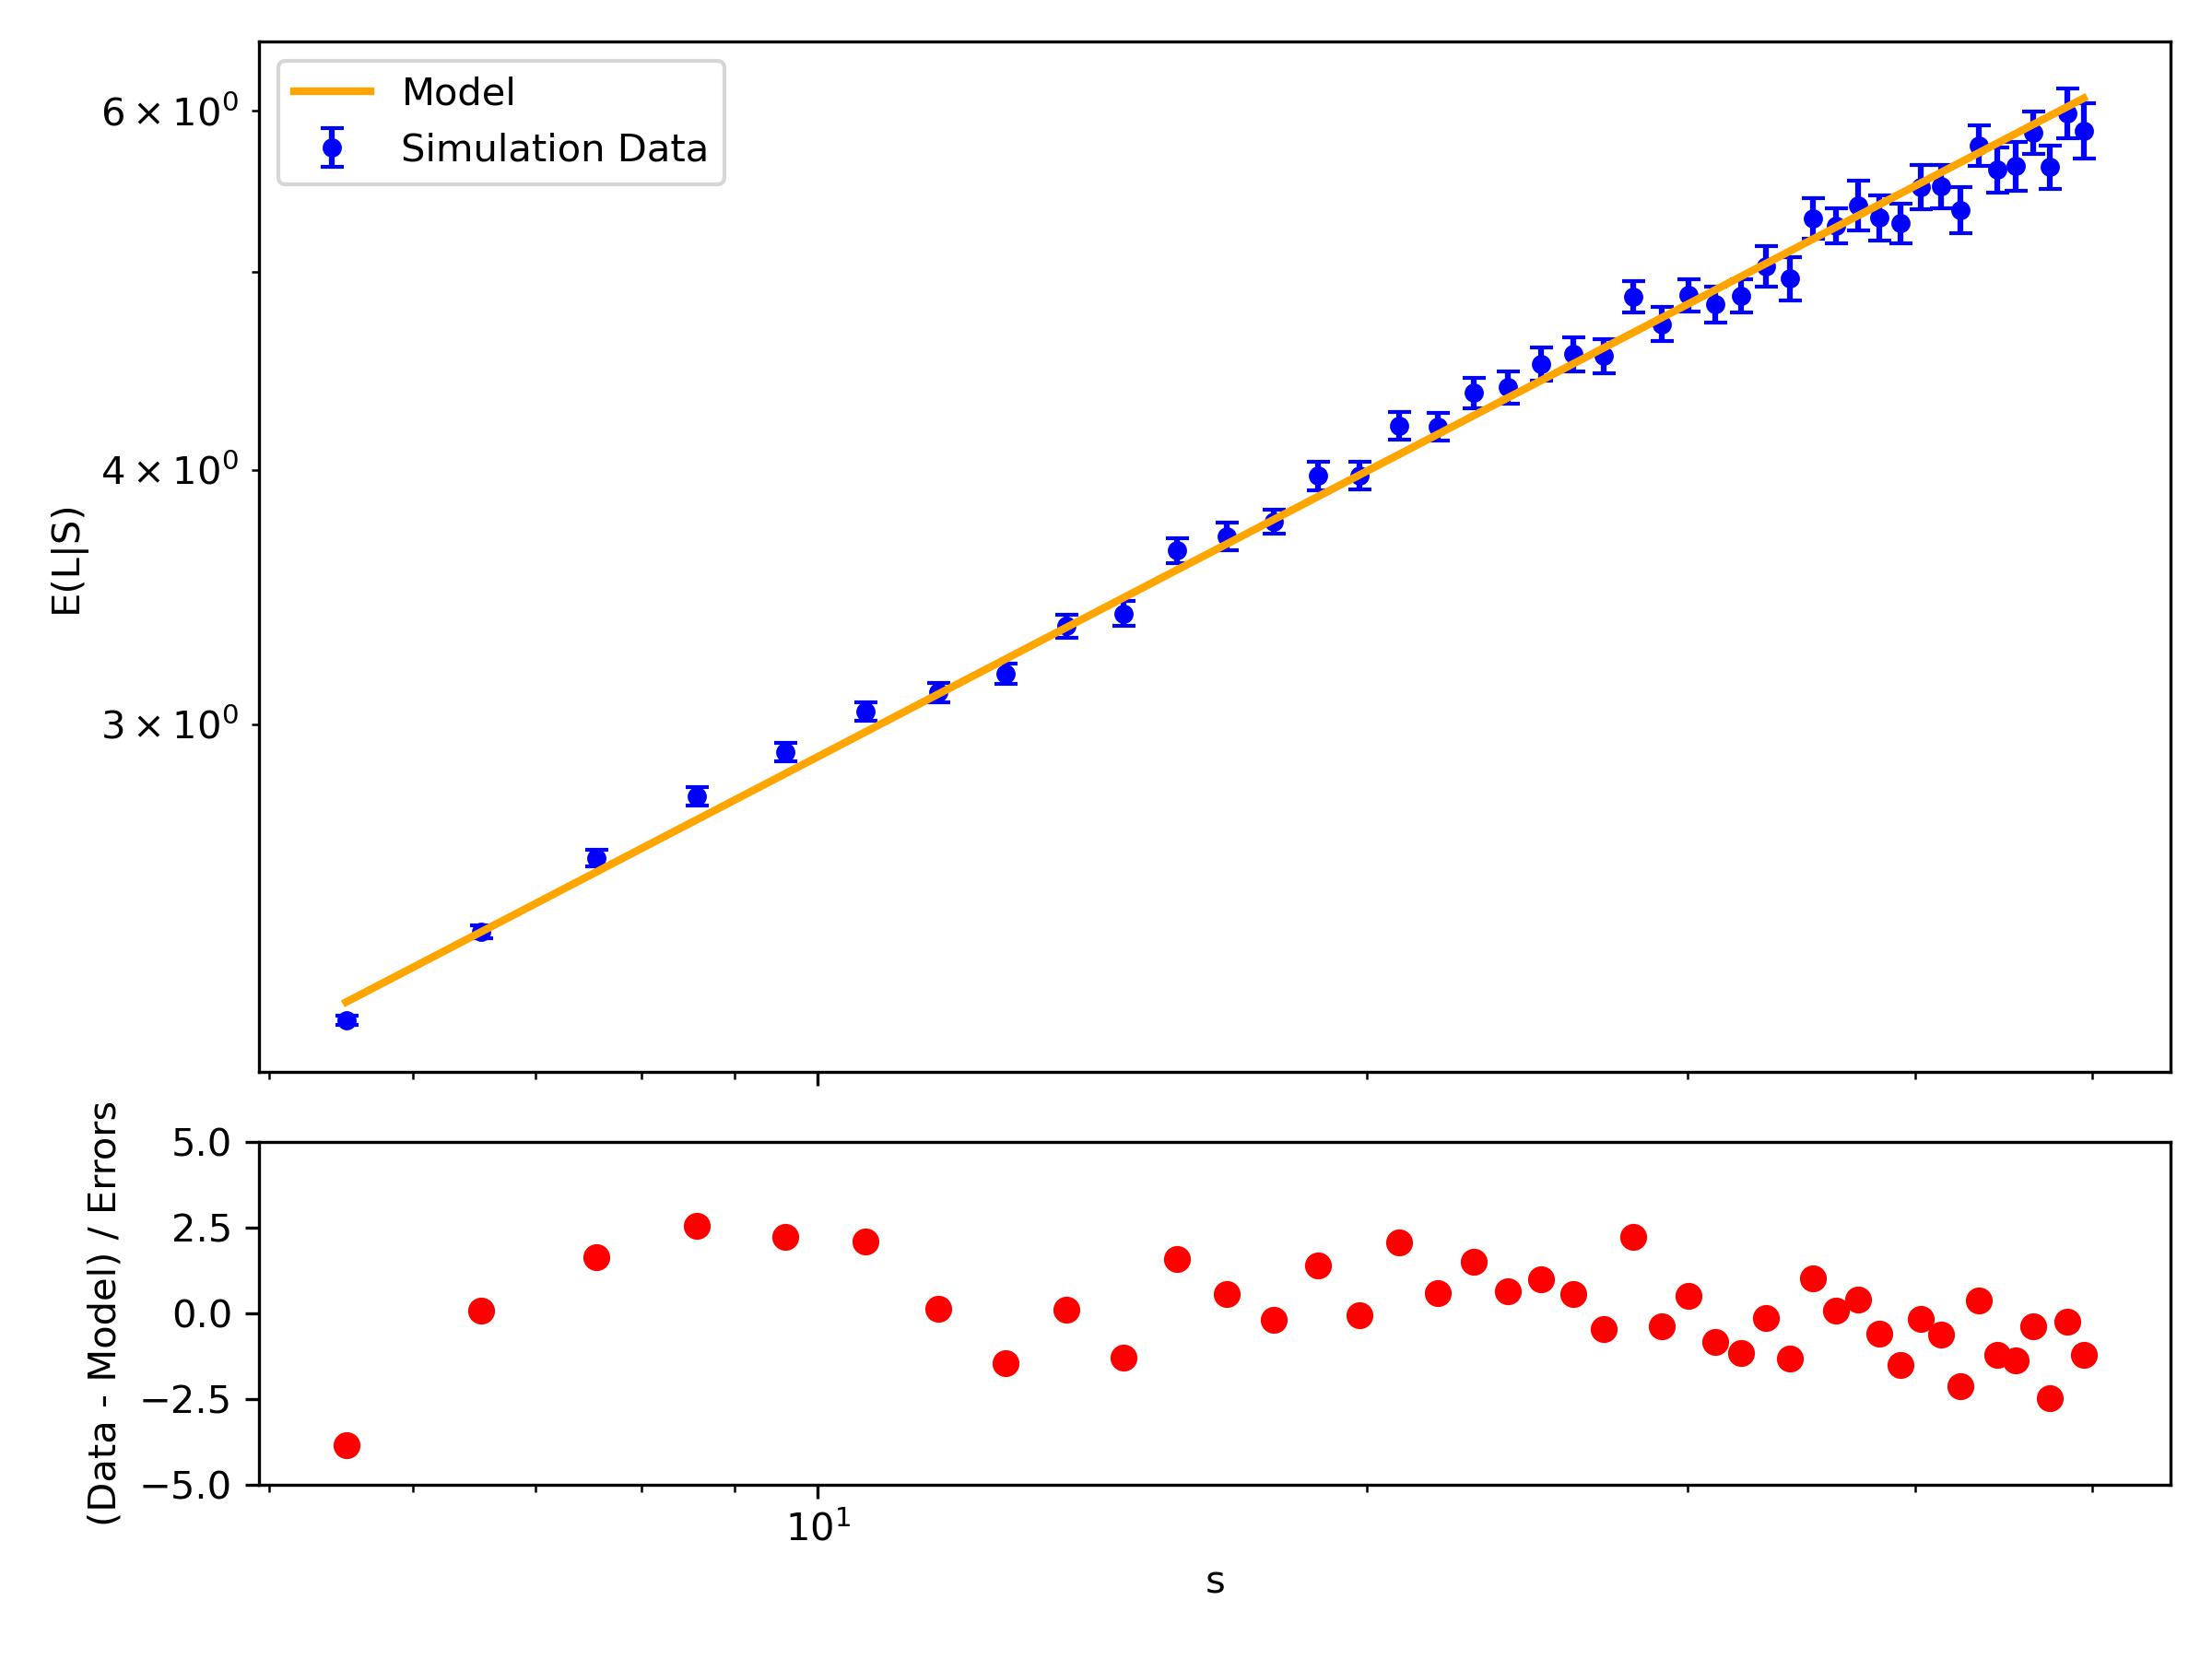 Model
Simulation Data
6 × 10⁰
4 × 10⁰
3 × 10⁰
E(L|S)
5.0
2.5
0.0
−2.5
−5.0
(Data - Model) / Errors
10¹
s